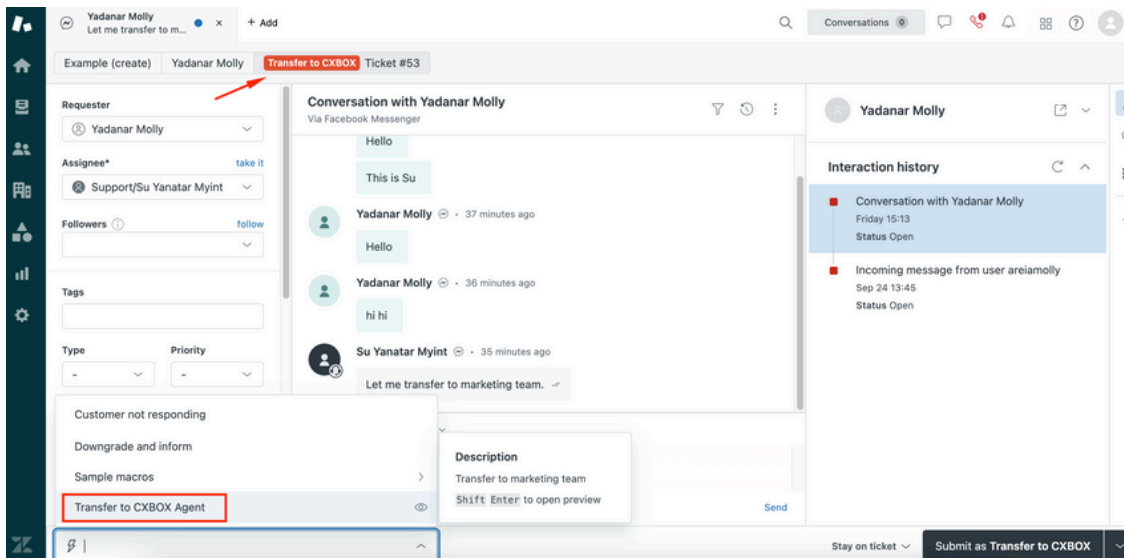 Yadanar Molly
Let me transfer to m...
× + Add
Conversations 0
Example (create)
Yadanar Molly
Transfer to CXBOX Ticket #53
Requester
Yadanar Molly
Assignee*
take it
Support/Su Yanatar Myint
Followers
follow
Tags
Type
Priority
-
-
Customer not responding
Downgrade and inform
Sample macros
Transfer to CXBOX Agent
Conversation with Yadanar Molly
Via Facebook Messenger
Hello
This is Su
Yadanar Molly · 37 minutes ago
Hello
Yadanar Molly · 36 minutes ago
hi hi
Su Yanatar Myint · 35 minutes ago
Let me transfer to marketing team.
Description
Transfer to marketing team
Shift Enter to open preview
Send
Yadanar Molly
Interaction history
Conversation with Yadanar Molly
Friday 15:13
Status Open
Incoming message from user areiamolly
Sep 24 13:45
Status Open
Stay on ticket
Submit as Transfer to CXBOX